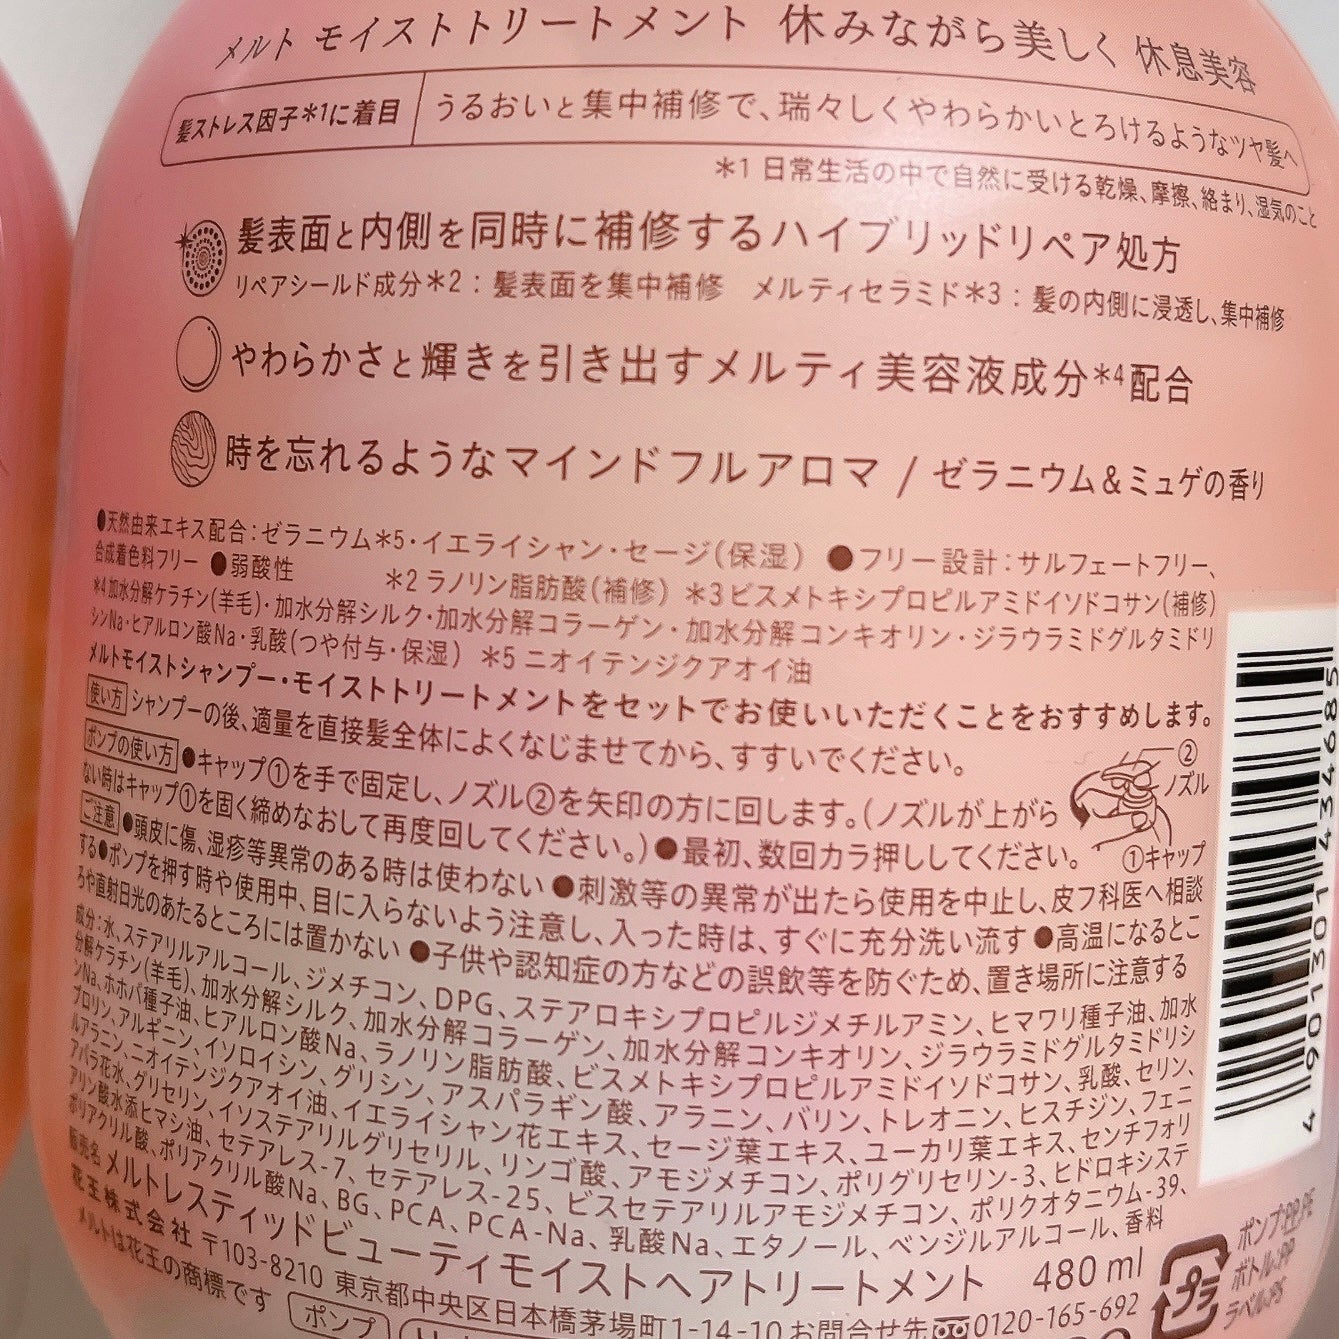 メルト モイストトリートメント 休みながら美しく 休息美容
髪ストレス因子*1に着目 うるおいと集中補修で、瑞々しくやわらかいとろけるようなツヤ髪へ
*1 日常生活の中で自然に受ける乾燥、摩擦、絡まり、湿気のこと
髪表面と内側を同時に補修するハイブリッドリペア処方
リペアシールド成分*2：髪表面を集中補修 メルティセラミド*3：髪の内側に浸透し、集中補修
やわらかさと輝きを引き出すメルティ美容液成分*4配合
時を忘れるようなマインドフルアロマ / ゼラニウム&ミュゲの香り
●天然由来エキス配合：ゼラニウム*5・イエライシャン・セージ(保湿) ●フリー設計：サルフェートフリー、
合成着色料フリー ●弱酸性 *2 ラノリン脂肪酸(補修) *3 ビスメトキシプロピルアミドイソドコサン(補修)
*4 加水分解ケラチン(羊毛)・加水分解シルク・加水分解コラーゲン・加水分解コンキオリン・ジラウラミドグルタミドリ
シンNa・ヒアルロン酸Na・乳酸(つや付与・保湿) *5 ニオイテンジクアオイ油
メルトモイストシャンプー・モイストトリートメントをセットでお使いいただくことをおすすめします。
使い方 シャンプーの後、適量を直接髪全体によくなじませてから、すすいでください。
ポンプの使い方 ●キャップ①を手で固定し、ノズル②を矢印の方に回します。(ノズルが上がら
ない時はキャップ①を固く締めなおして再度回してください。) ●最初、数回カラ押ししてください。
②
ノズル
①キャップ
ご注意 ●頭皮に傷、湿疹等異常のある時は使わない ●刺激等の異常が出たら使用を中止し、皮フ科医へ相談
する ●ポンプを押す時や使用中、目に入らないよう注意し、入った時は、すぐに充分洗い流す ●高温になるとこ
ろや直射日光のあたるところには置かない ●子供や認知症の方などの誤飲等を防ぐため、置き場所に注意する
成分：水、ステアリルアルコール、ジメチコン、DPG、ステアロキシプロピルジメチルアミン、ヒマワリ種子油、加水
分解ケラチン(羊毛)、加水分解シルク、加水分解コラーゲン、加水分解コンキオリン、ジラウラミドグルタミドリシ
ンNa、ホホバ種子油、ヒアルロン酸Na、ラノリン脂肪酸、ビスメトキシプロピルアミドイソドコサン、乳酸、セリン、
プロリン、アルギニン、イソロイシン、グリシン、アスパラギン酸、アラニン、バリン、トレオニン、ヒスチジン、フェニ
ルアラニン、ニオイテンジクアオイ油、イエライシャン花エキス、セージ葉エキス、ユーカリ葉エキス、センチフォリ
アバラ花水、グリセリン、イソステアリルグリセリル、リンゴ酸、アモジメチコン、ポリグリセリン-3、ヒドロキシステ
アリン酸水添ヒマシ油、セテアレス-7、セテアレス-25、ビスセテアリルアモジメチコン、ポリクオタニウム-39、
ポリアクリル酸、ポリアクリル酸Na、BG、PCA、PCA-Na、乳酸Na、エタノール、ベンジルアルコール、香料
販売名 メルトレスティッドビューティモイストヘアトリートメント 480 ml
花王株式会社 〒103-8210 東京都中央区日本橋茅場町1-14-10 お問合せ先 0120-165-692
メルトは花王の商標です
ポンプ
プラ
ポンプ:PP,PE
ボトル:PP
ラベル:PS
4 901301 434685